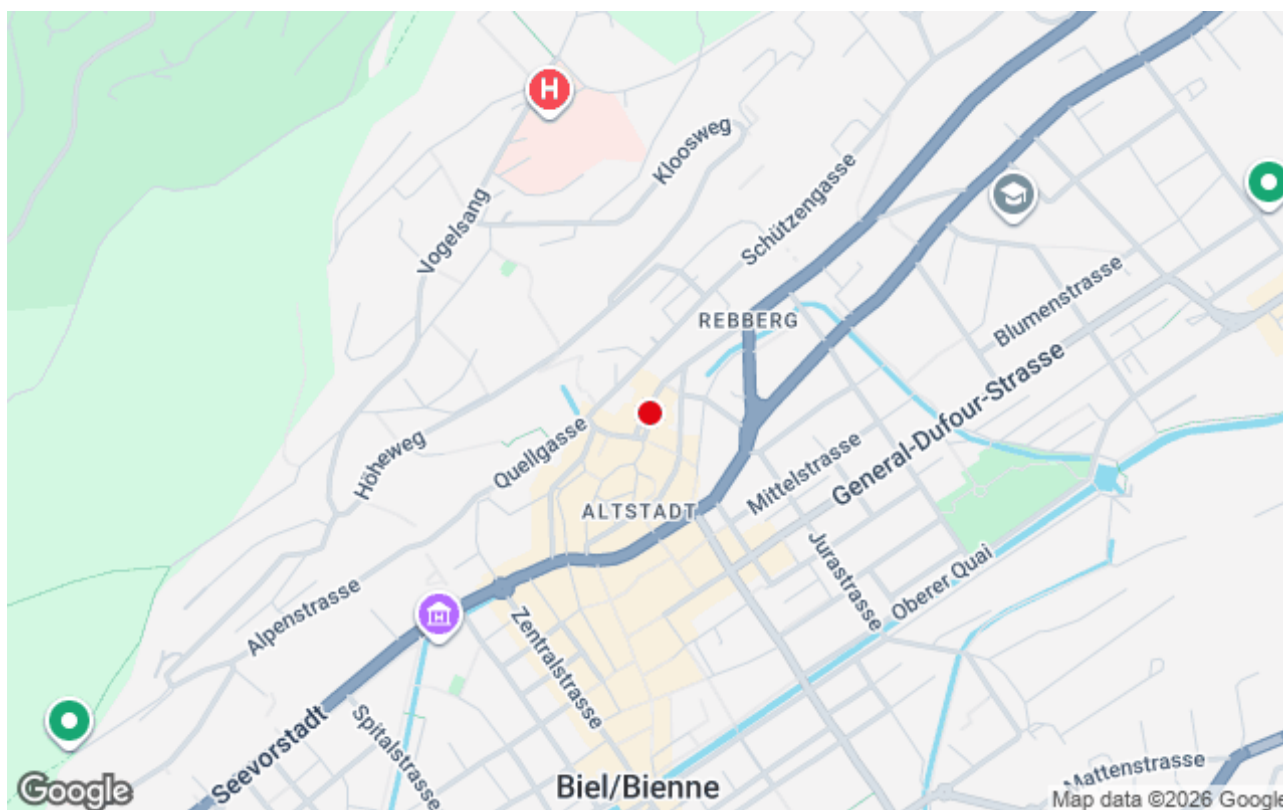 H
Kloosweg
Schützengasse
Vogelsang
REBBERG
Blumenstrasse
General-Dufour-Strasse
Höheweg
Quellgasse
Mittelstrasse
ALTSTADT
Jurastrasse
Oberer Quai
Alpenstrasse
Zentralstrasse
Seevorstadt
Spitalstrasse
Biel/Bienne
Mattenstrasse
Google
Map data ©2026 Google